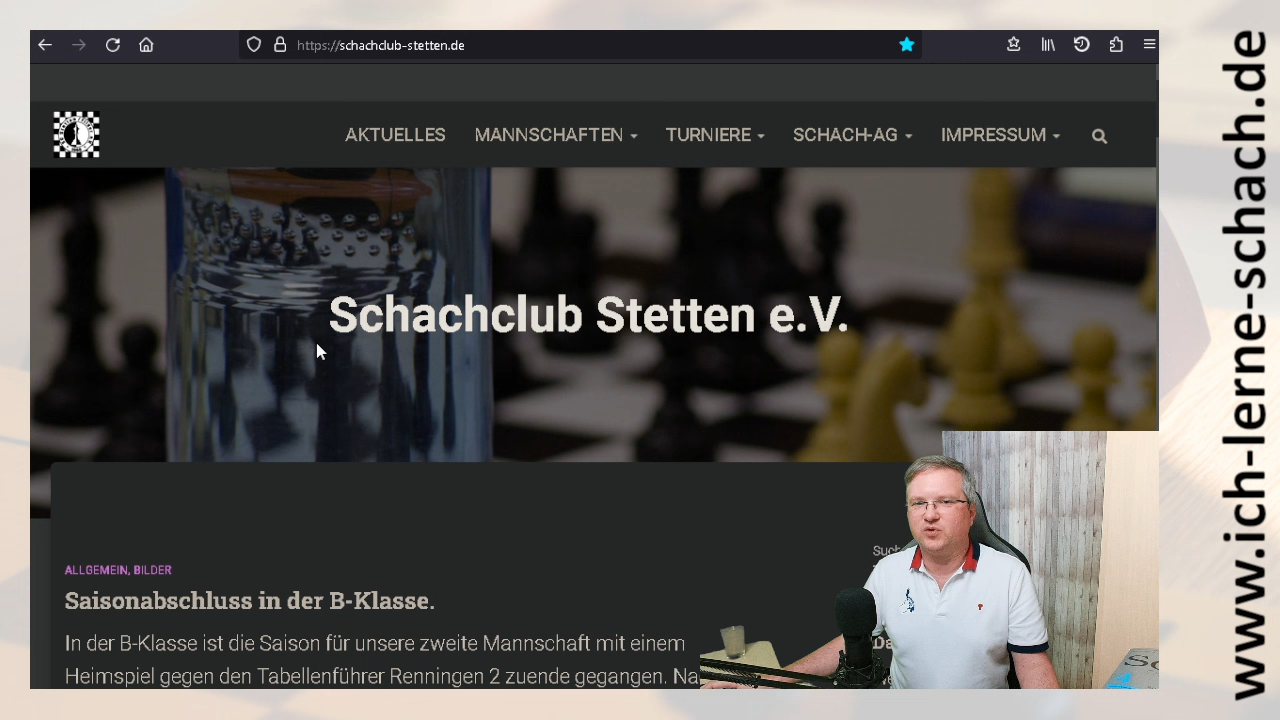 https://schachclub-stetten.de
AKTUELLES MANNSCHAFTEN TURNIERE SCHACH-AG IMPRESSUM
Schachclub Stetten e.V.
ALLGEMEIN, BILDER
Saisonabschluss in der B-Klasse.
In der B-Klasse ist die Saison für unsere zweite Mannschaft mit einem
Heimspiel gegen den Tabellenführer Renningen 2 zuende gegangen. Na
www.ich-lerne-schach.de